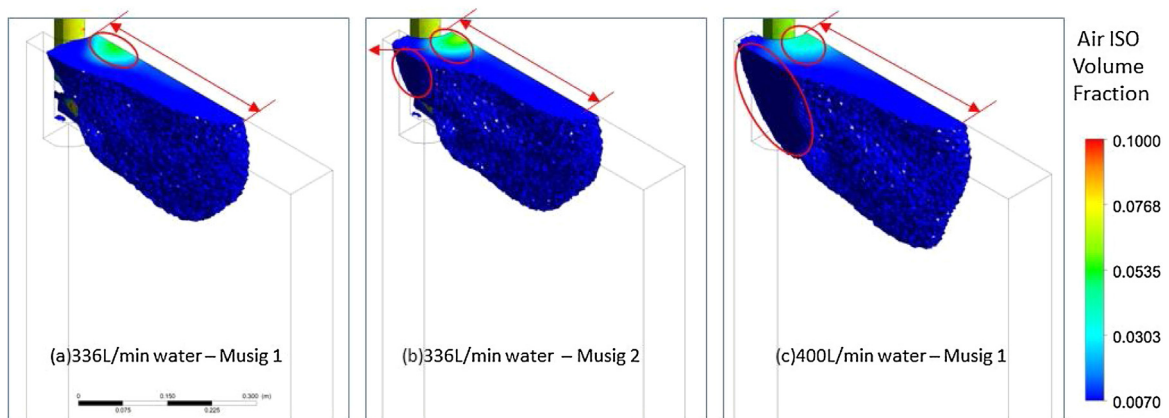 Air ISO
Volume
Fraction
0.1000
0.0768
0.0535
0.0303
0.0070
(a)336L/min water – Musig 1
(b)336L/min water – Musig 2
(c)400L/min water – Musig 1
0 0.150 0.300 (m)
0.075 0.225